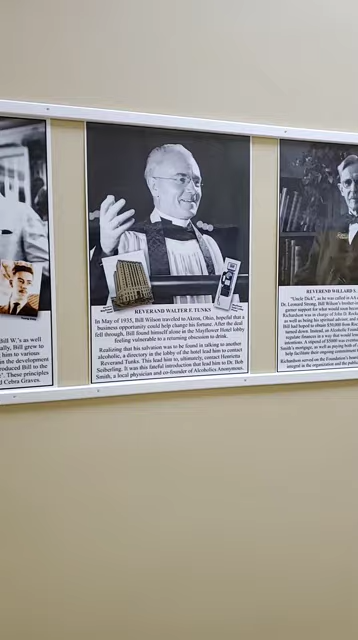 hill W.'s as well
ally, Bill grew to
him to various
in the development
roduced Bill to the
These principles
d Cebra Graves.
REVEREND WALTER F. TUNKS
In May of 1935, Bill Wilson traveled to Akron, Ohio, hopeful that a
business opportunity could help change his fortune. After the deal
fell through, Bill found himself alone in the Mayflower Hotel lobby
feeling vulnerable to a returning obsession to drink.
Realizing that his salvation was to be found in talking to another
alcoholic, a directory in the lobby of the hotel lead him to contact
Reverand Tunks. This lead him to, ultimately, contact Henrietta
Seiberling. It was this fateful introduction that lead him to Dr. Bob
Smith, a local physician and co-founder of Alcoholics Anonymous.
REVEREND WILLARD S.
"Uncle Dick", as he was called in AA
Dr. Leonard Strong, Bill Wilson's brother-in
garner support for what would soon become
Richardson was in charge of John D. Rock
as well as being his spiritual advisor, and
Bill had hoped to obtain $50,000 from Roc
turned down. Instead, an Alcoholic Found
regulate finances in a way that would
intentions. A stipend of $5000 was
Smith's mortgage, as well as paying both of
help facilitate their ongoing commitment
Richardson served on the Foundation's board
integral in the organization and the